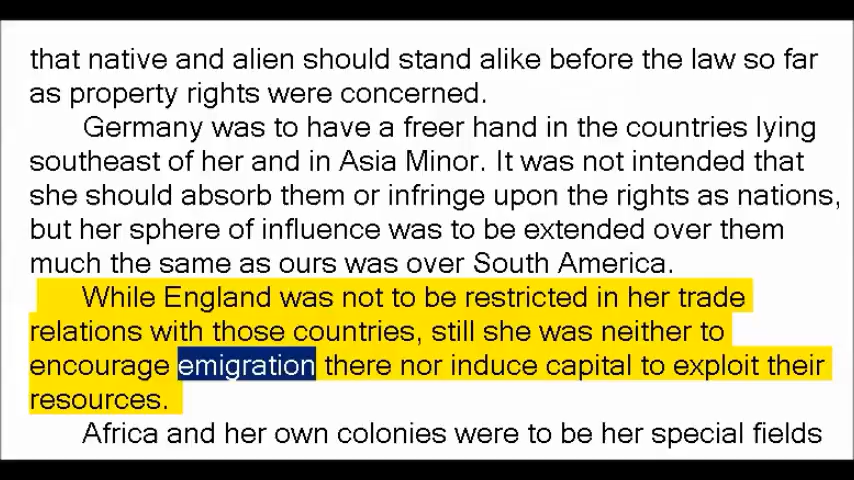 that native and alien should stand alike before the law so far
as property rights were concerned.
Germany was to have a freer hand in the countries lying
southeast of her and in Asia Minor. It was not intended that
she should absorb them or infringe upon the rights as nations,
but her sphere of influence was to be extended over them
much the same as ours was over South America.
While England was not to be restricted in her trade
relations with those countries, still she was neither to
encourage emigration there nor induce capital to exploit their
resources.
Africa and her own colonies were to be her special fields